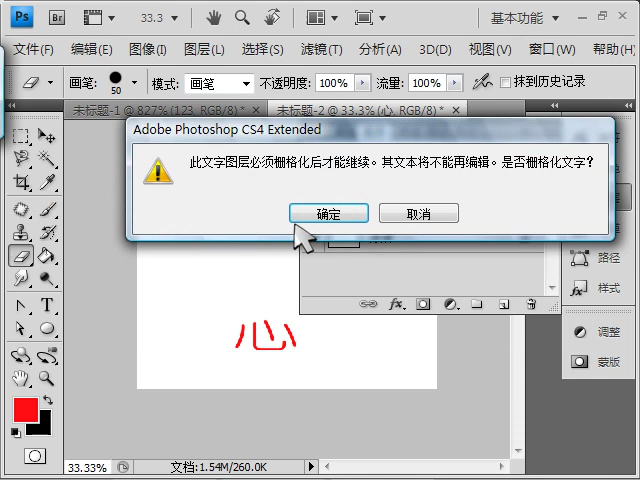 Ps Br 33.3 基本功能
文件(F) 编辑(E) 图像(I) 图层(L) 选择(S) 滤镜(T) 分析(A) 3D(D) 视图(V) 窗口(W) 帮助(H)
画笔: 50 模式: 画笔 不透明度: 100% 流量: 100% 抹到历史记录
未标题-1 @ 827% (123, RGB/8) * × 未标题-2 @ 33.3% (心, RGB/8) * ×
Adobe Photoshop CS4 Extended
此文字图层必须栅格化后才能继续。其文本将不能再编辑。是否栅格化文字?
确定 取消
路径
样式
调整
蒙版
心
33.33% 文档:1.54M/260.0K